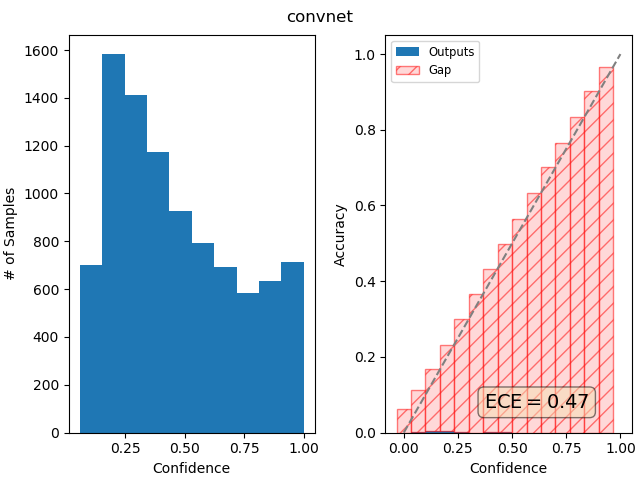 convnet
# of Samples
1600
1400
1200
1000
800
600
400
200
0
0.25 0.50 0.75 1.00
Confidence
Accuracy
1.0
0.8
0.6
0.4
0.2
0.0
Outputs
Gap
ECE = 0.47
0.00 0.25 0.50 0.75 1.00
Confidence